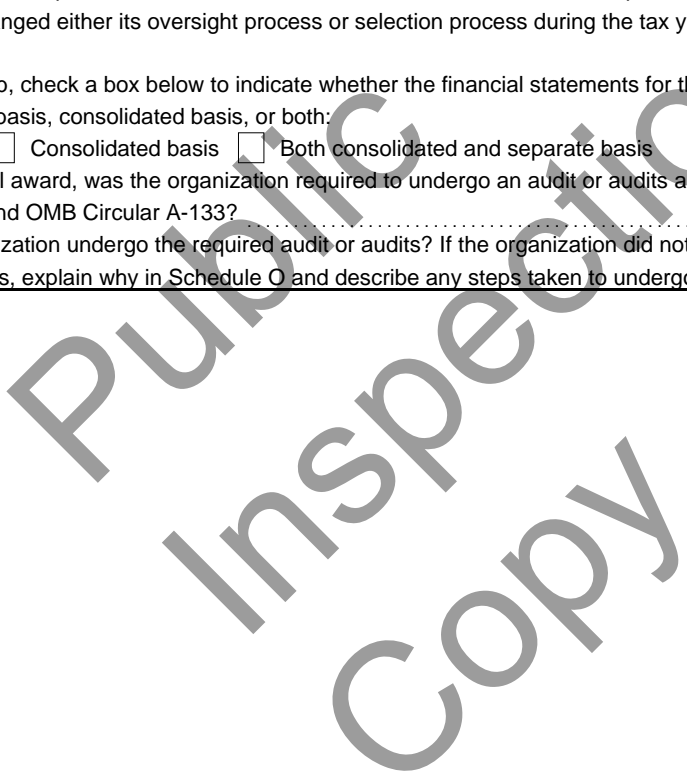 nged either its oversight process or selection process during the tax y
o, check a box below to indicate whether the financial statements for th
basis, consolidated basis, or both:
Consolidated basis Both consolidated and separate basis
l award, was the organization required to undergo an audit or audits a
nd OMB Circular A-133?
zation undergo the required audit or audits? If the organization did not
s, explain why in Schedule O and describe any steps taken to undergo
Public
Inspectio
Copy